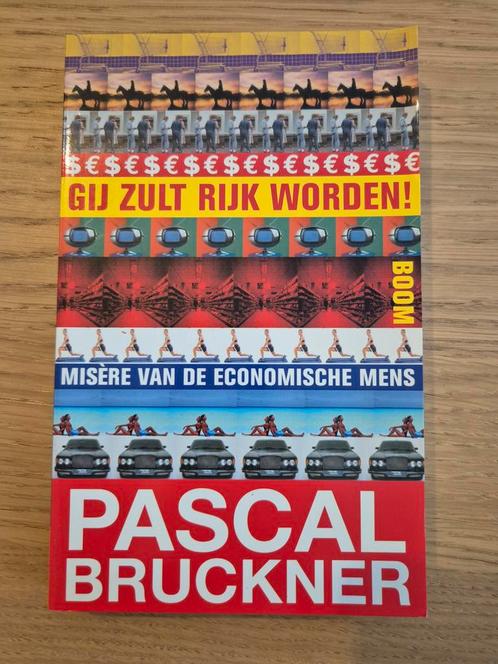 $€$€$€$€$€$€$€$€$€
GIJ ZULT RIJK WORDEN!
BOOM
MISÈRE VAN DE ECONOMISCHE MENS
PASCAL
BRUCKNER